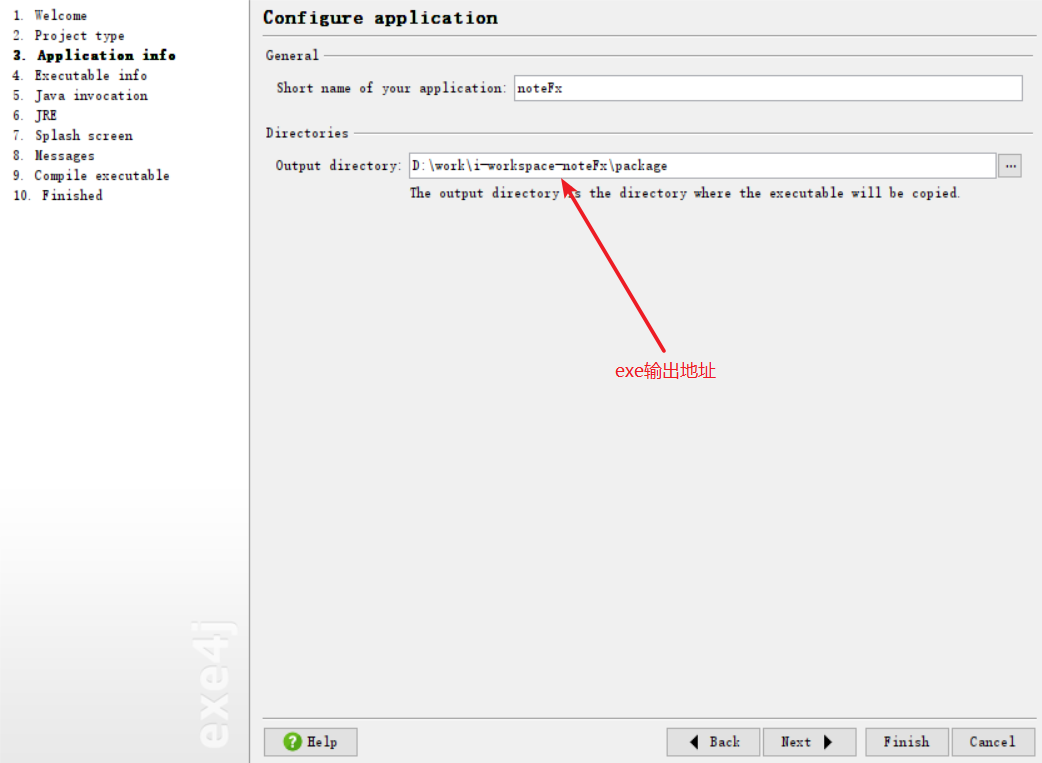 1. Welcome
2. Project type
3. Application info
4. Executable info
5. Java invocation
6. JRE
7. Splash screen
8. Messages
9. Compile executable
10. Finished
exe4j
Configure application
General
Short name of your application: noteFx
Directories
Output directory: D:\work\i-workspace-noteFx\package ...
The output directory is the directory where the executable will be copied.
exe输出地址
? Help Back Next Finish Cancel